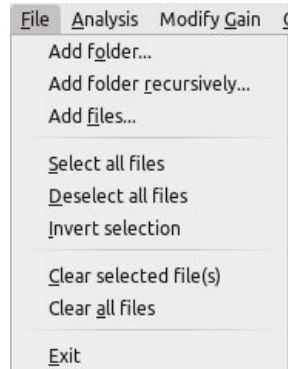 File Analysis Modify Gain
Add folder...
Add folder recursively...
Add files...
Select all files
Deselect all files
Invert selection
Clear selected file(s)
Clear all files
Exit